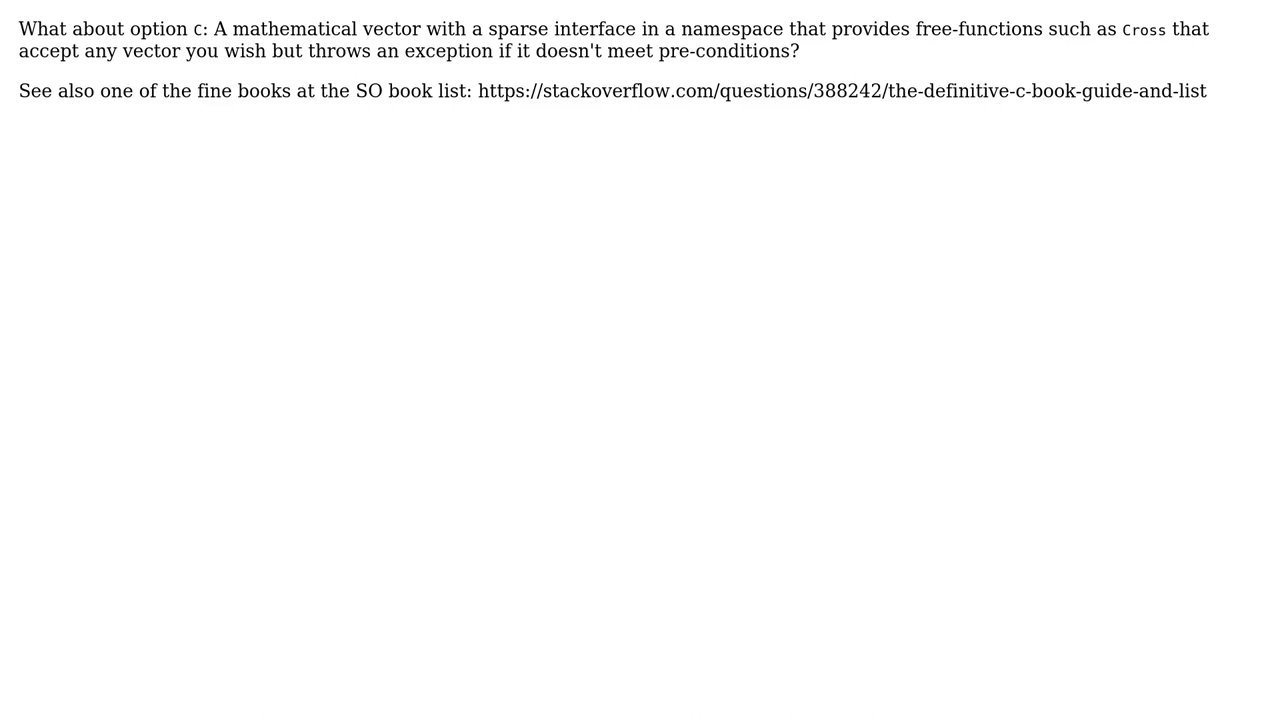 What about option C: A mathematical vector with a sparse interface in a namespace that provides free-functions such as Cross that
accept any vector you wish but throws an exception if it doesn't meet pre-conditions?
See also one of the fine books at the SO book list: https://stackoverflow.com/questions/388242/the-definitive-c-book-guide-and-list